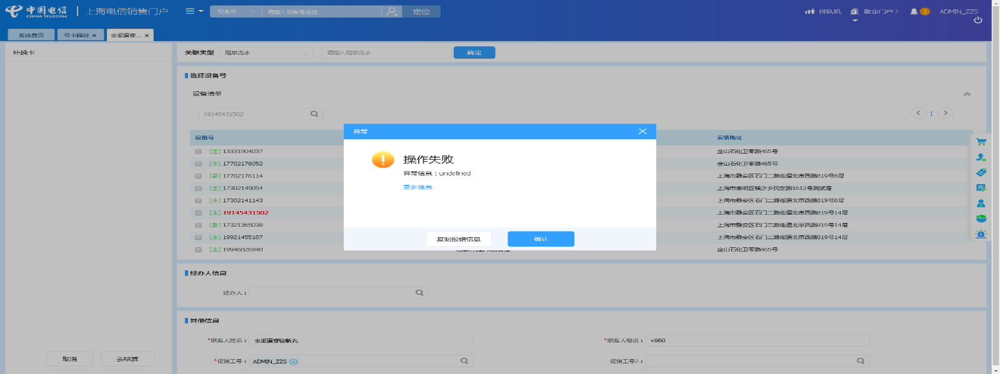 中国电信
CHINA TELECOM
上海电信销售门户
设备号
请输入设备号定位
定位
排队机
政企门户
1
ADMIN_ZZS
系统首页
号卡释放 ×
全渠道客... ×
补换卡
关联类型
甩单流水
请输入甩单流水
确定
选择设备号
设备清单
19145431502
< 1 >
设备号
安装地址
[主] 13331904037
金山石化卫零路465号
[主] 17702176052
金山石化卫零路465号
[副] 17702176114
上海市静安区石门二路街道北京西路819号8层
[主] 17302149054
上海市崇明区横沙乡民东路1612号测试层
[主] 17302141143
上海市静安区石门二路街道北京西路819号8层
[主] 19145431502
上海市静安区石门二路街道北京西路819号14层
[副] 17321365038
上海市静安区石门二路街道北京西路819号14层
[主] 19921455187
上海市静安区石门二路街道北京西路819号14层
[主] 19946026940
金山石化卫零路465号
异常
操作失败
异常信息：undefined
更多信息
复制报错信息
确认
经办人信息
经办人：
其他信息
*联系人姓名：
全渠道客验新九
*联系人电话：
+860
*促销工号：
ADMIN_ZZS
促销工号2：
取消
去结算